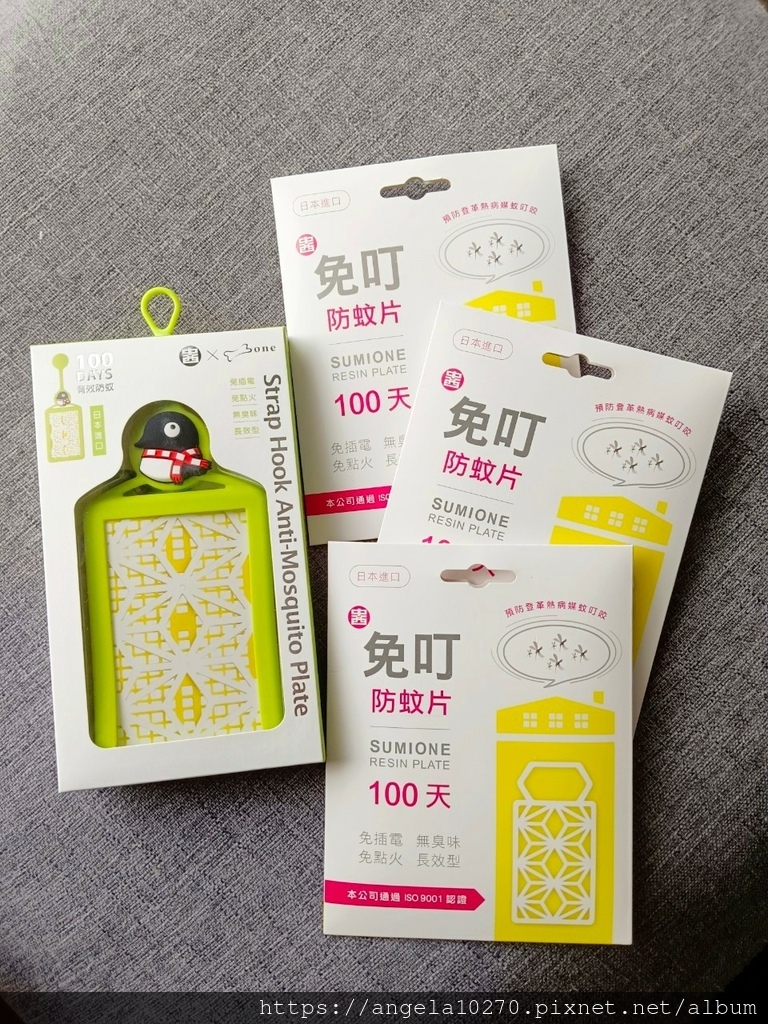 100
DAYS
有效防蚊
日本進口
× Bone
免插電
免點火
無臭味
長效型
Strap Hook Anti-Mosquito Plate
日本進口
預防登革熱病媒蚊叮咬
免叮
防蚊片
SUMIONE
RESIN PLATE
100 天
免插電 無臭
免點火 長
本公司通過 ISO
日本進口
預防登革熱病媒蚊叮咬
免叮
防蚊片
SUMIONE
RESIN PLATE
日本進口
預防登革熱病媒蚊叮咬
免叮
防蚊片
SUMIONE
RESIN PLATE
100 天
免插電 無臭味
免點火 長效型
本公司通過 ISO 9001 認證
https://angela10270.pixnet.net/album